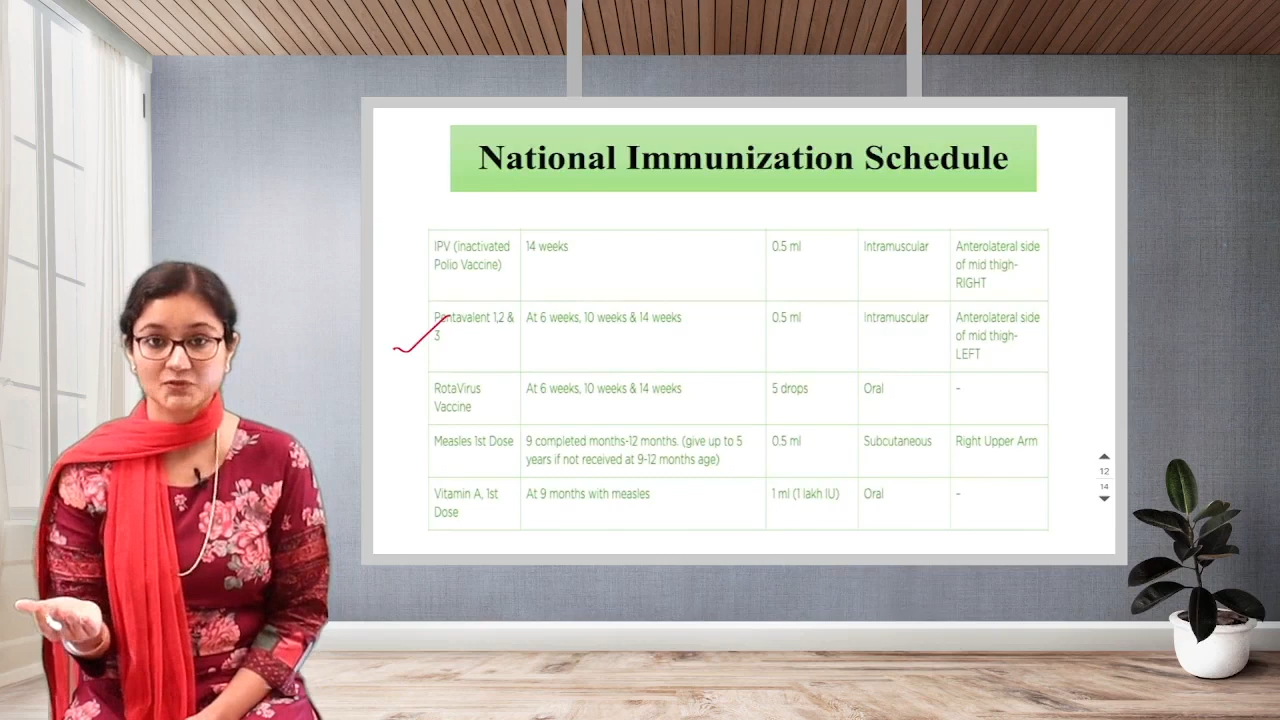 National Immunization Schedule
IPV (inactivated
Polio Vaccine)
14 weeks
0.5 ml
Intramuscular
Anterolateral side
of mid thigh-
RIGHT
Pentavalent 1,2 &
3
At 6 weeks, 10 weeks & 14 weeks
0.5 ml
Intramuscular
Anterolateral side
of mid thigh-
LEFT
RotaVirus
Vaccine
At 6 weeks, 10 weeks & 14 weeks
5 drops
Oral
-
Measles 1st Dose
9 completed months-12 months. (give up to 5
years if not received at 9-12 months age)
0.5 ml
Subcutaneous
Right Upper Arm
Vitamin A, 1st
Dose
At 9 months with measles
1 ml (1 lakh IU)
Oral
-
12
14